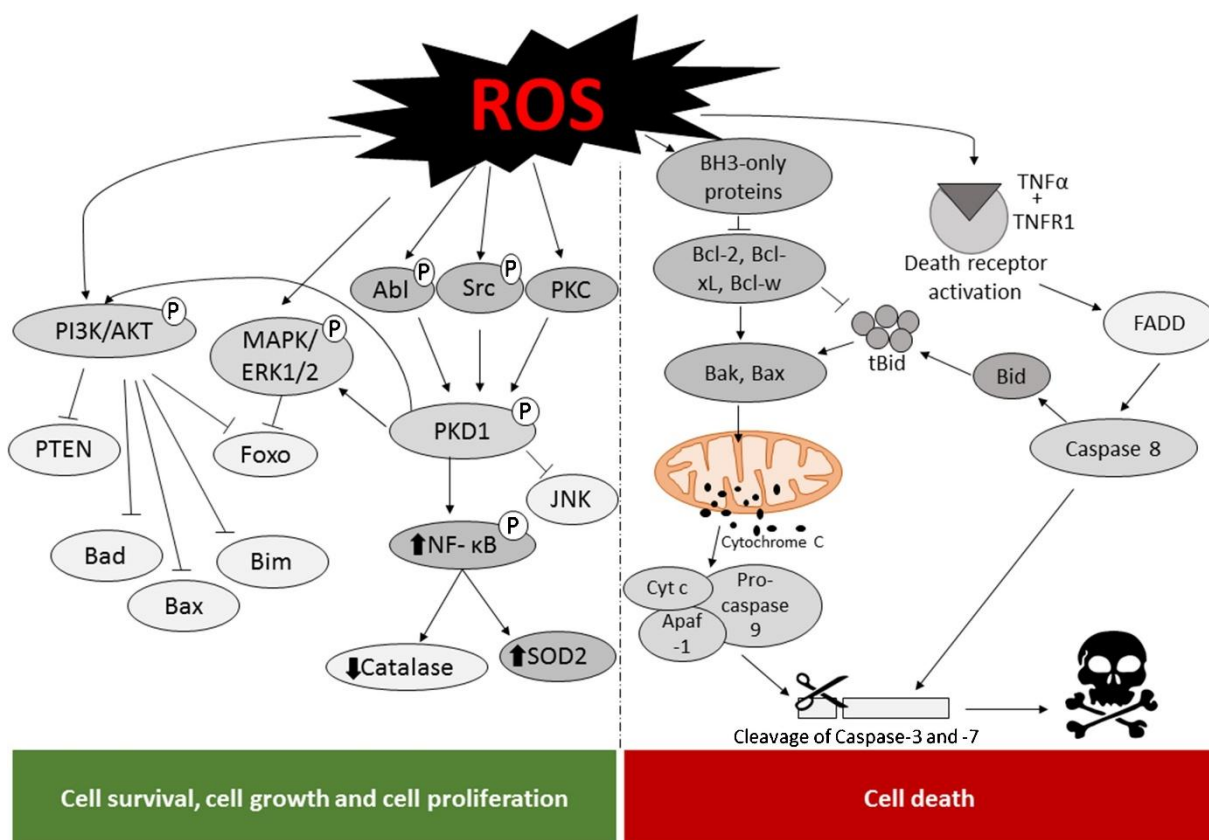 ROS
BH3-only
proteins
TNFα
+
TNFR1
Death receptor
activation
Bcl-2, Bcl-
xL, Bcl-w
Abl
P
Src
P
PKC
FADD
PI3K/AKT
P
MAPK/
ERK1/2
P
tBid
Bak, Bax
Bid
PTEN
Foxo
PKD1
P
Caspase 8
JNK
NF- κB
P
Cytochrome C
Bad
Bim
Bax
Cyt c
Pro-
caspase
9
Apaf
-1
Catalase
SOD2
Cleavage of Caspase-3 and -7
Cell survival, cell growth and cell proliferation
Cell death